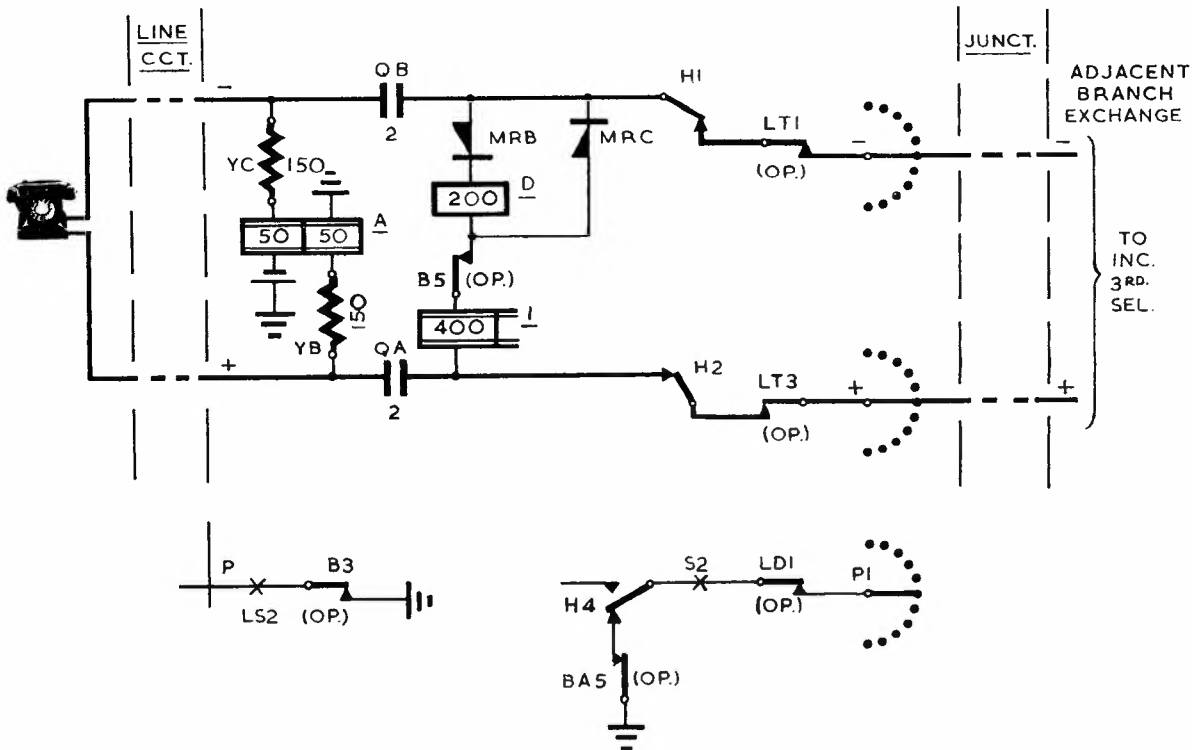 LINE
CCT.
JUNCT.
ADJACENT
BRANCH
EXCHANGE
-
QB
2
H1
MRB
MRC
LT1
(OP.)
-
-
YC
150
D
200
A
50
50
B5
(OP.)
TO
INC.
3RD.
SEL.
150
YB
I
400
+
QA
2
H2
LT3
(OP.)
+
+
P
LS2
B3
(OP.)
S2
LD1
(OP.)
P1
H4
BA5
(OP.)